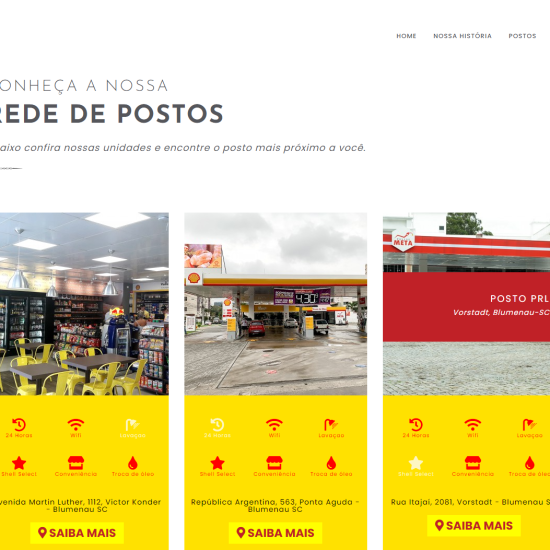 HOME NOSSA HISTÓRIA POSTOS
ONHEÇA A NOSSA
REDE DE POSTOS
aixo confira nossas unidades e encontre o posto mais próximo a você.
4,30
META
POSTO PRL
Vorstadt, Blumenau-SC
24 Horas Wifi Lavação
24 Horas Wifi Lavação
24 Horas Wifi Lavação
Shell Select Conveniência Troca de óleo
Shell Select Conveniência Troca de óleo
Shell Select Conveniência Troca de óleo
venida Martin Luther, 1112, Victor Konder
- Blumenau SC
República Argentina, 563, Ponta Aguda -
Blumenau SC
Rua Itajaí, 2081, Vorstadt - Blumenau S
SAIBA MAIS
SAIBA MAIS
SAIBA MAIS